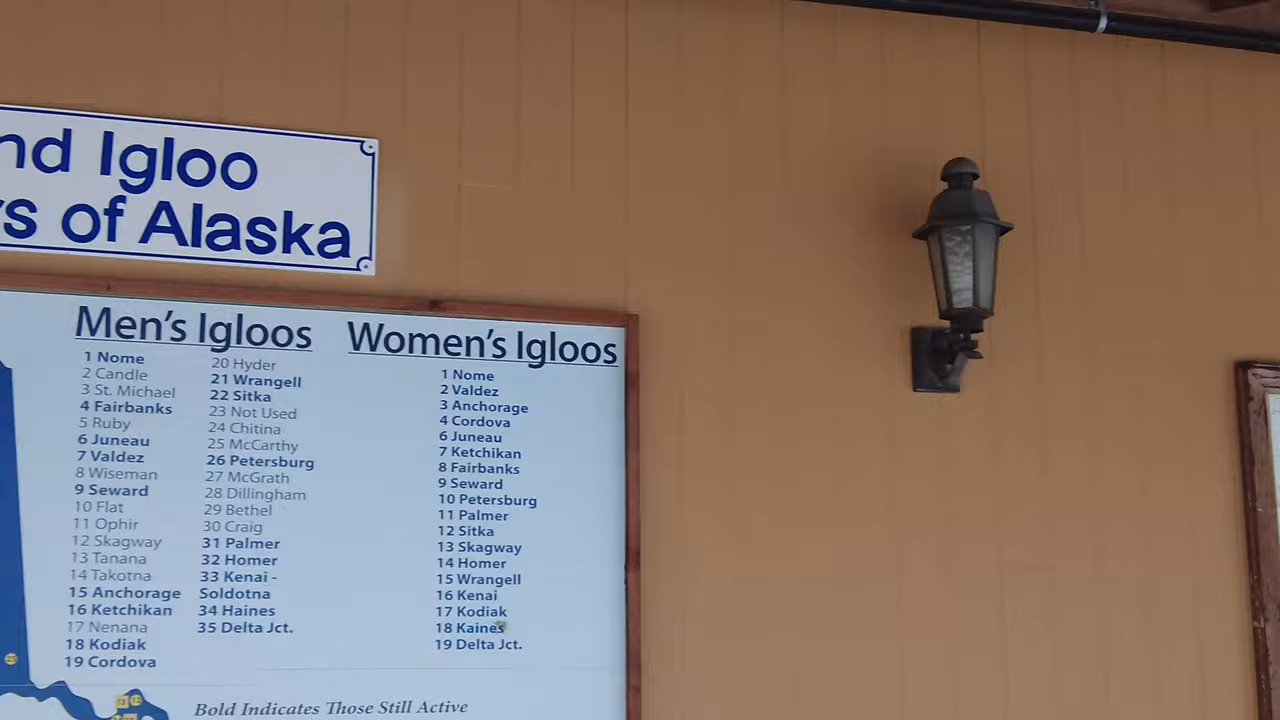 nd Igloo
rs of Alaska
Men's Igloos
1 Nome
2 Candle
3 St. Michael
4 Fairbanks
5 Ruby
6 Juneau
7 Valdez
8 Wiseman
9 Seward
10 Flat
11 Ophir
12 Skagway
13 Tanana
14 Takotna
15 Anchorage
16 Ketchikan
17 Nenana
18 Kodiak
19 Cordova
20 Hyder
21 Wrangell
22 Sitka
23 Not Used
24 Chitina
25 McCarthy
26 Petersburg
27 McGrath
28 Dillingham
29 Bethel
30 Craig
31 Palmer
32 Homer
33 Kenai -
Soldotna
34 Haines
35 Delta Jct.
Women's Igloos
1 Nome
2 Valdez
3 Anchorage
4 Cordova
6 Juneau
7 Ketchikan
8 Fairbanks
9 Seward
10 Petersburg
11 Palmer
12 Sitka
13 Skagway
14 Homer
15 Wrangell
16 Kenai
17 Kodiak
18 Kaines
19 Delta Jct.
Bold Indicates Those Still Active